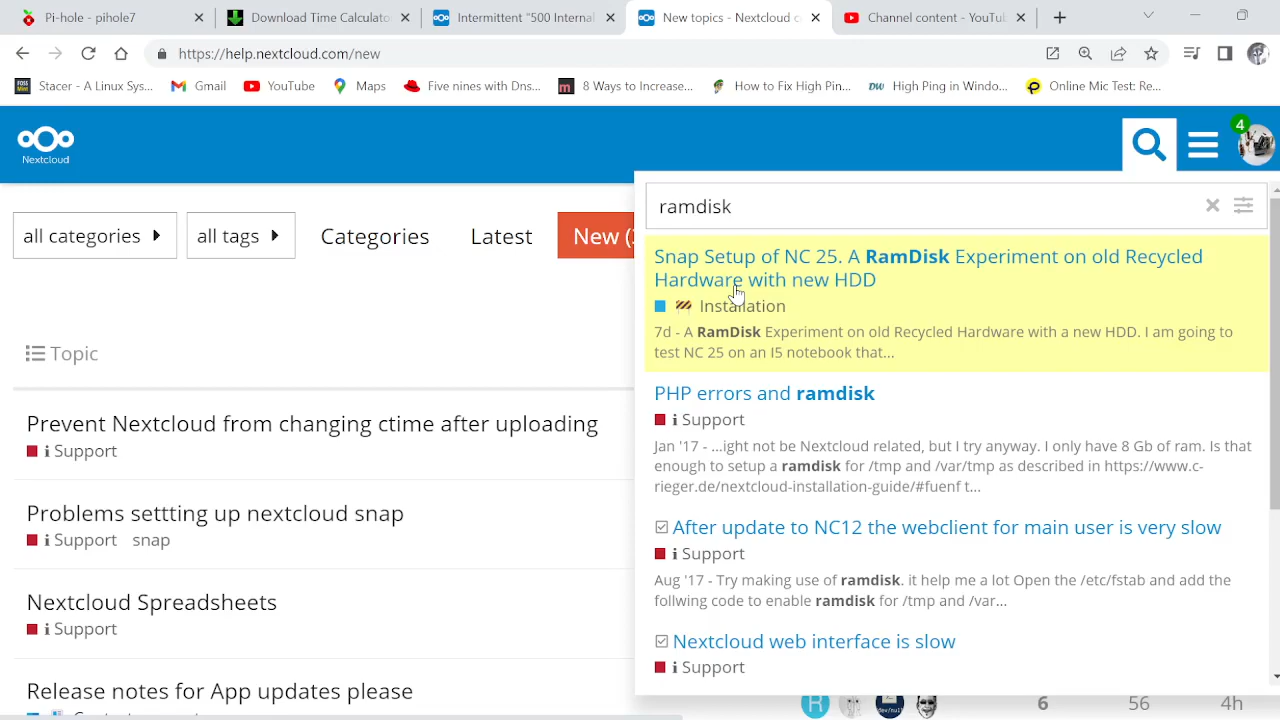 Pi-hole - pihole7
Download Time Calculato
Intermittent "500 Internal
New topics - Nextcloud c
Channel content - YouTu
https://help.nextcloud.com/new
Stacer - A Linux Sys...
Gmail
YouTube
Maps
Five nines with Dns...
8 Ways to Increase...
How to Fix High Pin...
DW High Ping in Windo...
Online Mic Test: Re...
Nextcloud
4
all categories
all tags
Categories
Latest
New (
Topic
Prevent Nextcloud from changing ctime after uploading
Support
Problems settting up nextcloud snap
Support snap
Nextcloud Spreadsheets
Support
Release notes for App updates please
ramdisk
Snap Setup of NC 25. A RamDisk Experiment on old Recycled
Hardware with new HDD
Installation
7d - A RamDisk Experiment on old Recycled Hardware with a new HDD. I am going to
test NC 25 on an I5 notebook that...
PHP errors and ramdisk
Support
Jan '17 - ...ight not be Nextcloud related, but I try anyway. I only have 8 Gb of ram. Is that
enough to setup a ramdisk for /tmp and /var/tmp as described in https://www.c-
rieger.de/nextcloud-installation-guide/#fuenf t...
After update to NC12 the webclient for main user is very slow
Support
Aug '17 - Try making use of ramdisk. it help me a lot Open the /etc/fstab and add the
follwing code to enable ramdisk for /tmp and /var...
Nextcloud web interface is slow
Support
R
6
56
4h